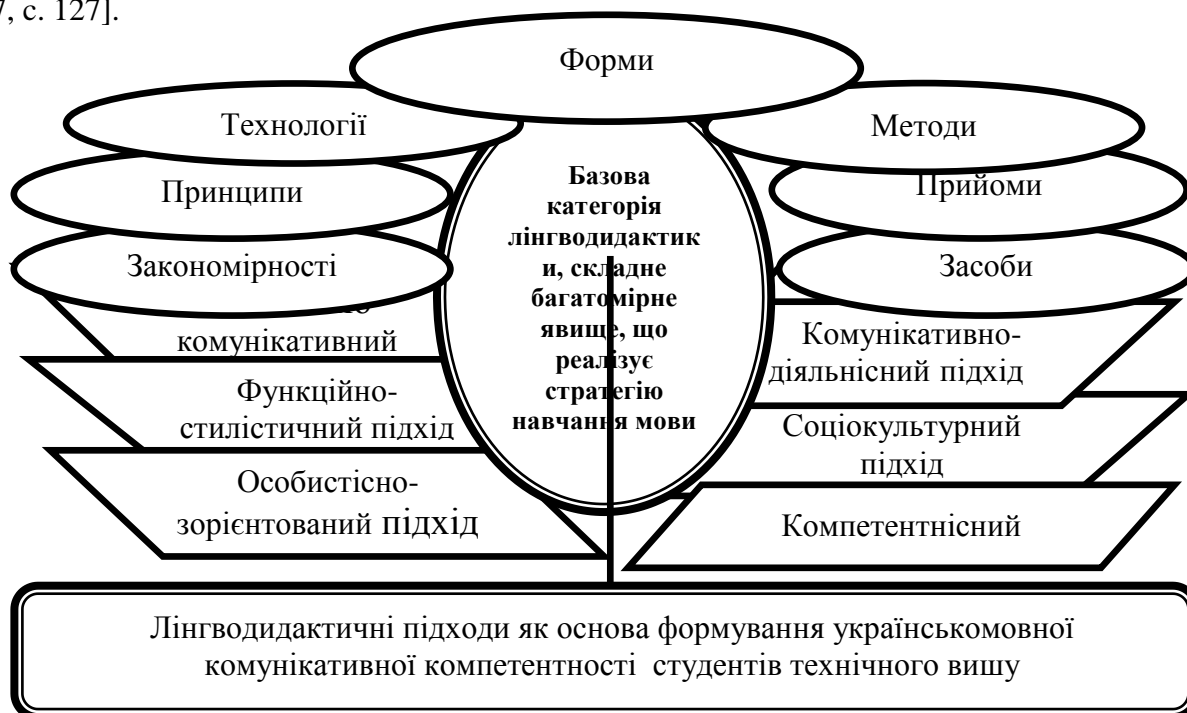 , с. 127].
Форми
Технології
Методи
Принципи
Прийоми
Закономірності
Засоби
Базова
категорія
лінгводидактик
и, складне
багатомірне
явище, що
реалізує
стратегію
навчання мови
комунікативний
Комунікативно-
діяльнісний підхід
Функційно-
стилістичний підхід
Соціокультурний
підхід
Особистісно-
зорієнтований підхід
Компетентнісний
Лінгводидактичні підходи як основа формування українськомовної
комунікативної компетентності студентів технічного вишу